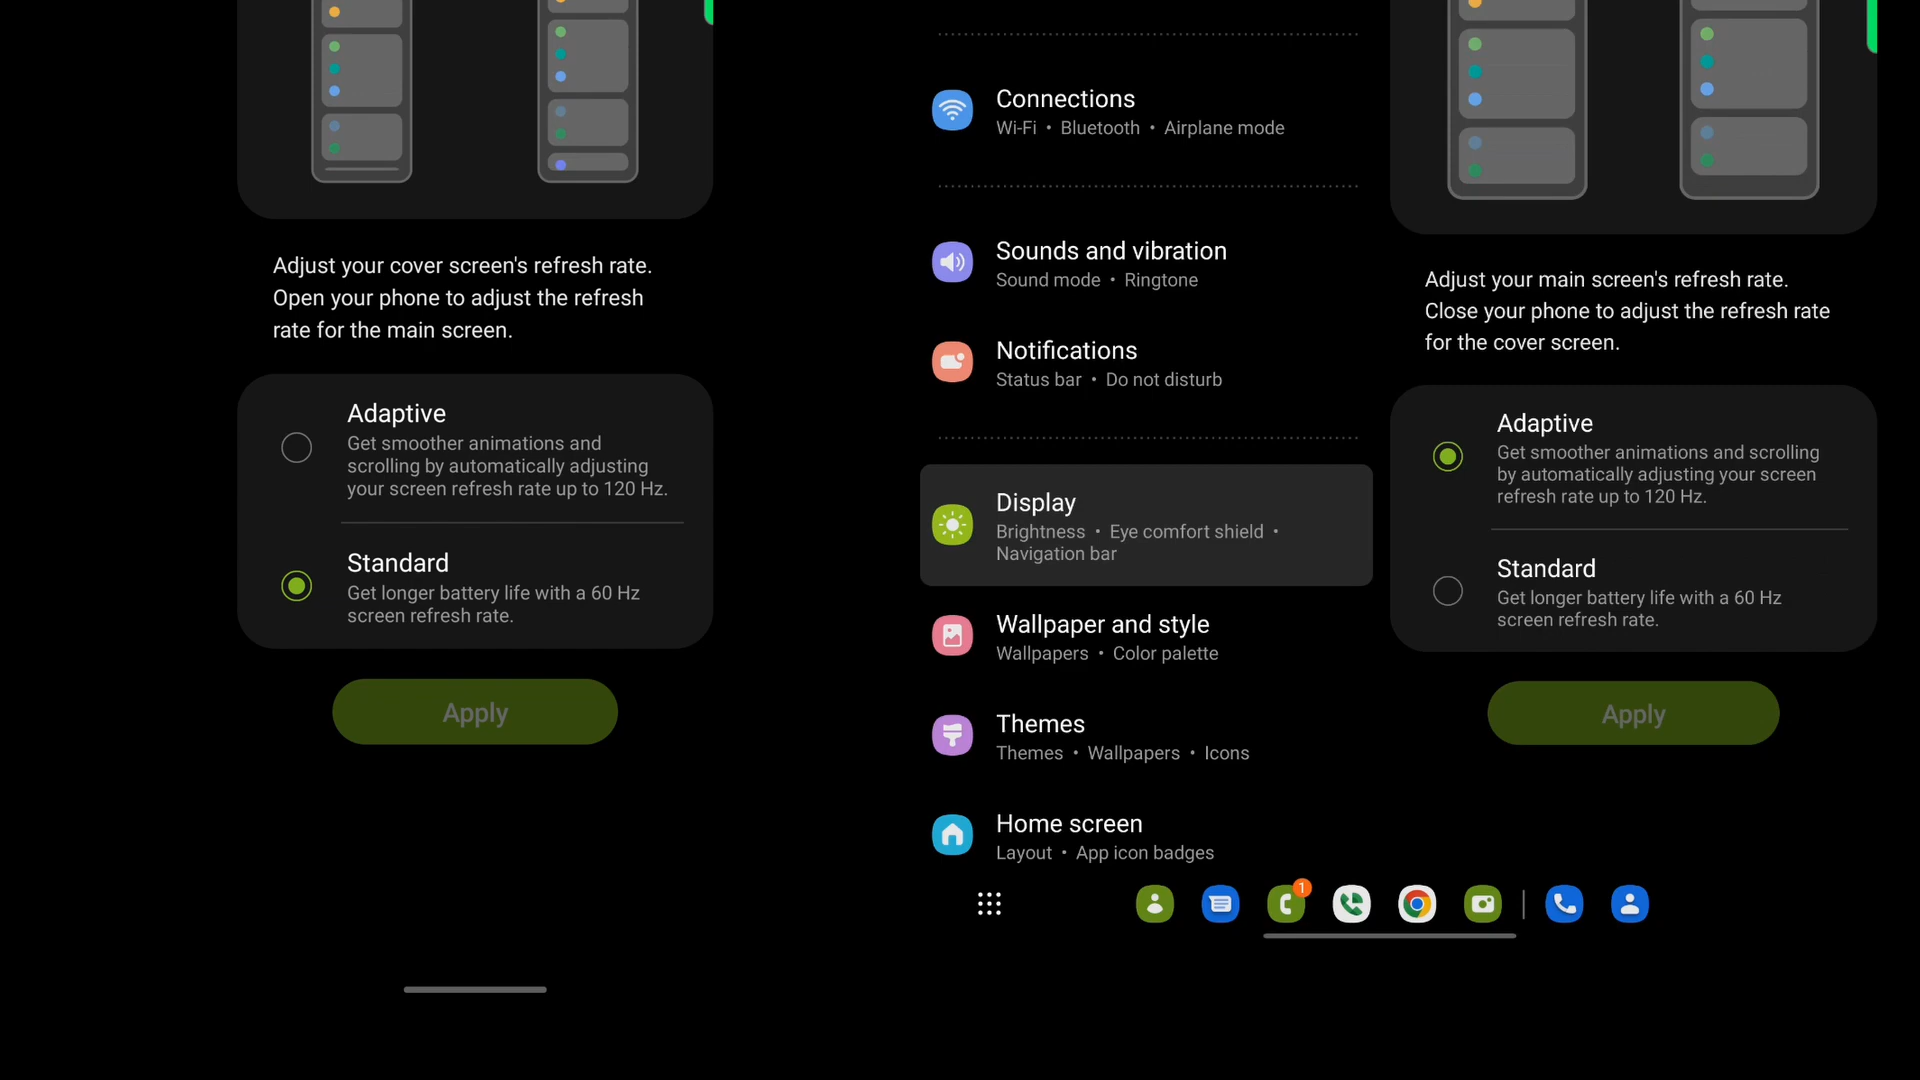 Adjust your cover screen's refresh rate.
Open your phone to adjust the refresh
rate for the main screen.
Adaptive
Get smoother animations and
scrolling by automatically adjusting
your screen refresh rate up to 120 Hz.
Standard
Get longer battery life with a 60 Hz
screen refresh rate.
Apply
Connections
Wi-Fi • Bluetooth • Airplane mode
Sounds and vibration
Sound mode • Ringtone
Notifications
Status bar • Do not disturb
Display
Brightness • Eye comfort shield •
Navigation bar
Wallpaper and style
Wallpapers • Color palette
Themes
Themes • Wallpapers • Icons
Home screen
Layout • App icon badges
1
Adjust your main screen's refresh rate.
Close your phone to adjust the refresh rate
for the cover screen.
Adaptive
Get smoother animations and scrolling
by automatically adjusting your screen
refresh rate up to 120 Hz.
Standard
Get longer battery life with a 60 Hz
screen refresh rate.
Apply